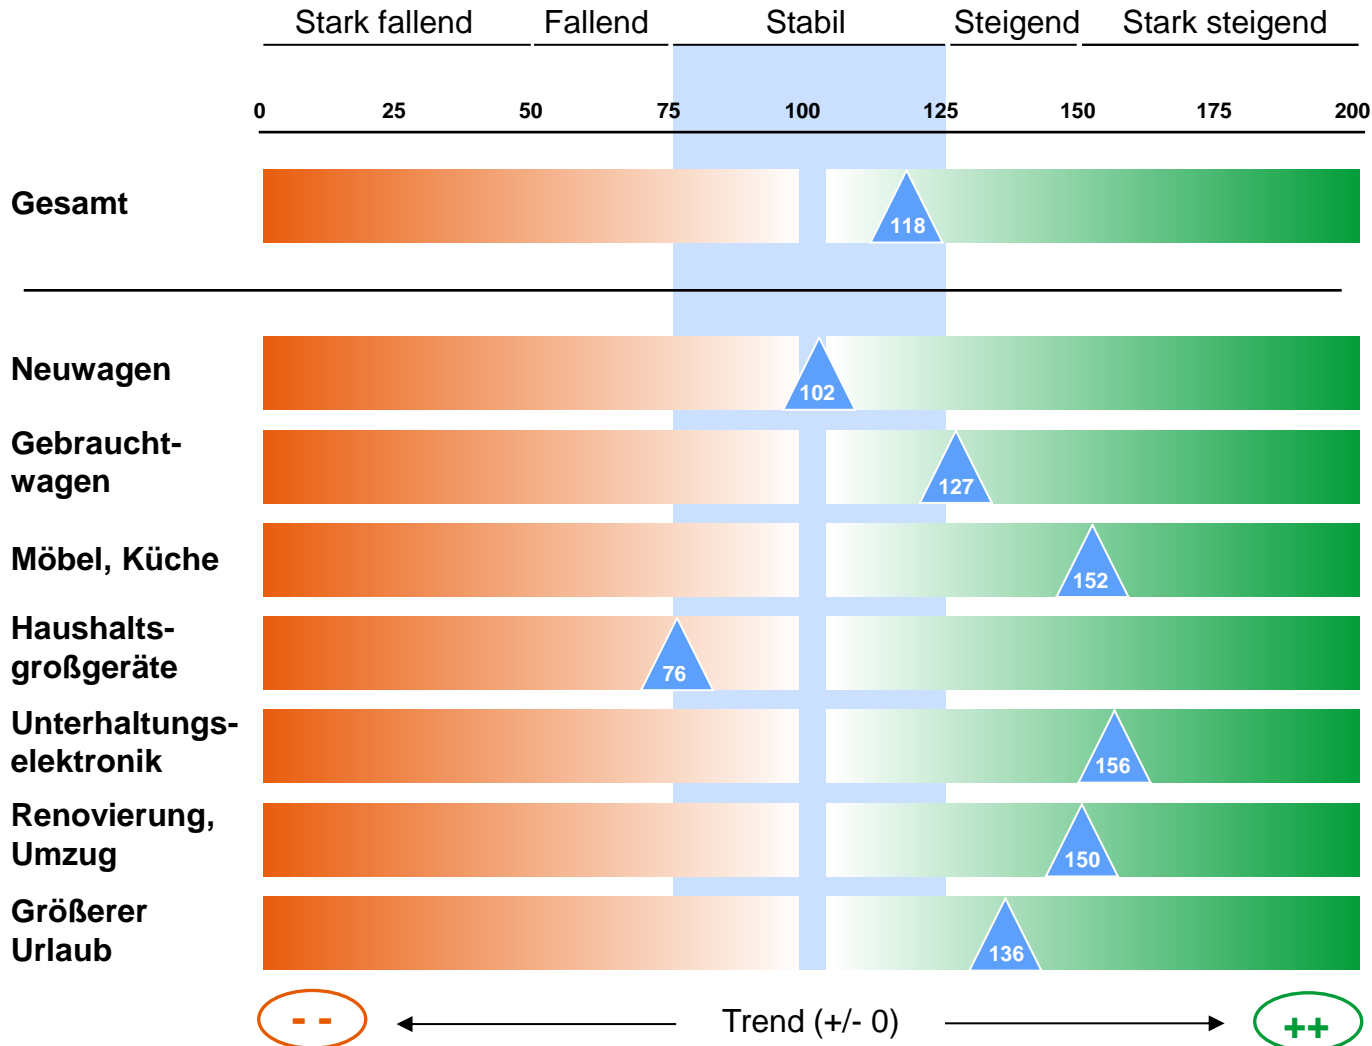 Stark fallend Fallend Stabil Steigend Stark steigend
0 25 50 75 100 125 150 175 200
Gesamt
118
Neuwagen
102
Gebraucht-
wagen
127
Möbel, Küche
152
Haushalts-
großgeräte
76
Unterhaltungs-
elektronik
156
Renovierung,
Umzug
150
Größerer
Urlaub
136
- - Trend (+/- 0) ++